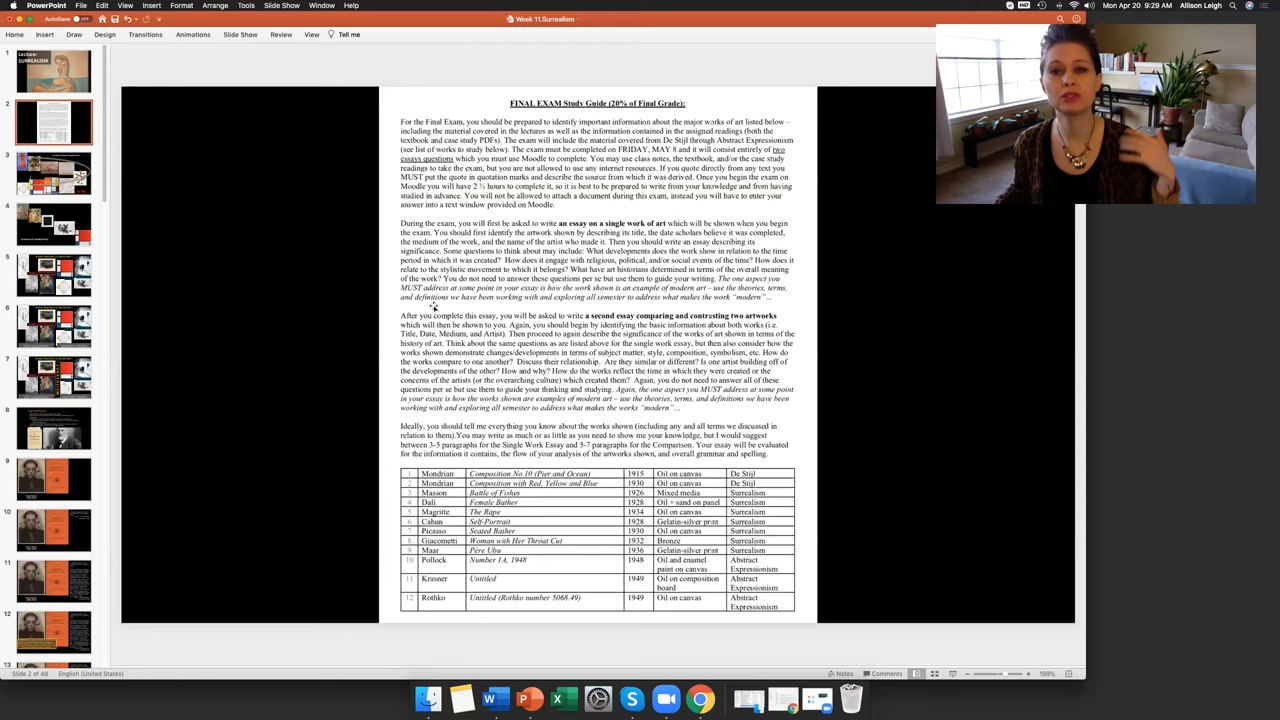 PowerPoint File Edit View Insert Format Arrange Tools Slide Show Window Help
Mon Apr 20 9:29 AM Allison Leigh
AutoSave OFF
Week 11.Surrealism
Home Insert Draw Design Transitions Animations Slide Show Review View Tell me
1
Lecture:
SURREALISM
2
3
4
5
6
7
8
9
10
11
12
13
FINAL EXAM Study Guide (20% of Final Grade):
For the Final Exam, you should be prepared to identify important information about the major works of art listed below –
including the material covered in the lectures as well as the information contained in the assigned readings (both the
textbook and case study PDFs). The exam will include the material covered from De Stijl through Abstract Expressionism
(see list of works to study below). The exam must be completed on FRIDAY, MAY 8 and it will consist entirely of two
essays questions which you must use Moodle to complete. You may use class notes, the textbook, and/or the case study
readings to take the exam, but you are not allowed to use any internet resources. If you quote directly from any text you
MUST put the quote in quotation marks and describe the source from which it was derived. Once you begin the exam on
Moodle you will have 2 ½ hours to complete it, so it is best to be prepared to write from your knowledge and from having
studied in advance. You will not be allowed to attach a document during this exam, instead you will have to enter your
answer into a text window provided on Moodle.
During the exam, you will first be asked to write an essay on a single work of art which will be shown when you begin
the exam. You should first identify the artwork shown by describing its title, the date scholars believe it was completed,
the medium of the work, and the name of the artist who made it. Then you should write an essay describing its
significance. Some questions to think about may include: What developments does the work show in relation to the time
period in which it was created? How does it engage with religious, political, and/or social events of the time? How does it
relate to the stylistic movement to which it belongs? What have art historians determined in terms of the overall meaning
of the work? You do not need to answer these questions per se but use them to guide your writing. The one aspect you
MUST address at some point in your essay is how the work shown is an example of modern art – use the theories, terms,
and definitions we have been working with and exploring all semester to address what makes the work “modern”...
After you complete this essay, you will be asked to write a second essay comparing and contrasting two artworks
which will then be shown to you. Again, you should begin by identifying the basic information about both works (i.e.
Title, Date, Medium, and Artist). Then proceed to again describe the significance of the works of art shown in terms of the
history of art. Think about the same questions as are listed for the single work essay, but then also consider how the
works shown demonstrate changes/developments in terms of subject matter, style, composition, symbolism, etc. How do
the works compare to one another? Discuss their relationship. Are they similar or different? Is one artist building off of
the developments of the other? How and why? How do the works reflect the time in which they were created or the
concerns of the artists (or the overarching culture) which created them? Again, you do not need to answer all of these
questions per se but use them to guide your thinking and studying. Again, the one aspect you MUST address at some point
in your essay is how the works shown are examples of modern art – use the theories, terms, and definitions we have been
working with and exploring all semester to address what makes the works “modern”...
Ideally, you should tell me everything you know about the works shown (including any and all terms we discussed in
relation to them).You may write as much or as little as you need to show me your knowledge, but I would suggest
between 3-5 paragraphs for the Single Work Essay and 5-7 paragraphs for the Comparison. Your essay will be evaluated
for the information it contains, the flow of your analysis of the artworks shown, and overall grammar and spelling.
1 Mondrian Composition No.10 (Pier and Ocean) 1915 Oil on canvas De Stijl
2 Mondrian Composition with Red, Yellow and Blue 1930 Oil on canvas De Stijl
3 Masson Battle of Fishes 1926 Mixed media Surrealism
4 Dali Female Bather 1928 Oil + sand on panel Surrealism
5 Magritte The Rape 1934 Oil on canvas Surrealism
6 Cahun Self-Portrait 1928 Gelatin-silver print Surrealism
7 Picasso Seated Bather 1930 Oil on canvas Surrealism
8 Giacometti Woman with Her Throat Cut 1932 Bronze Surrealism
9 Maar Père Ubu 1936 Gelatin-silver print Surrealism
10 Pollock Number 1A, 1948 1948 Oil and enamel Abstract
paint on canvas Expressionism
11 Krasner Untitled 1949 Oil on composition Abstract
board Expressionism
12 Rothko Untitled (Rothko number 5068.49) 1949 Oil on canvas Abstract
Expressionism
Slide 2 of 48 English (United States)
Notes Comments 199%